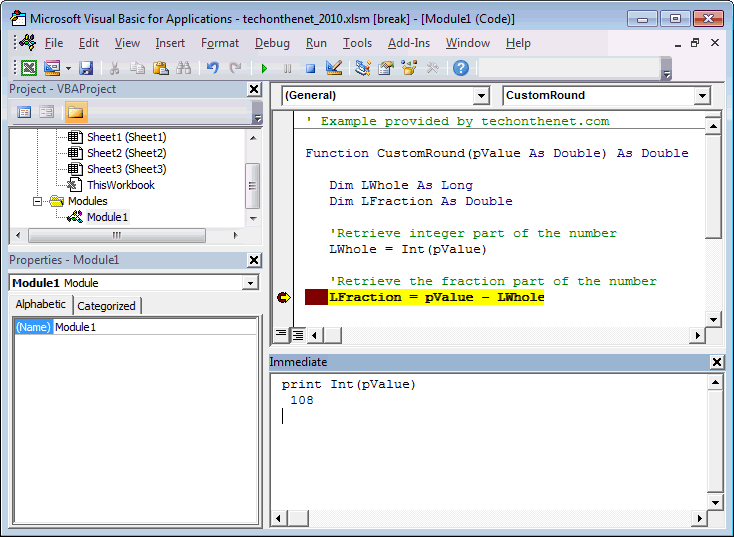 Microsoft Visual Basic for Applications - techonthenet_2010.xlsm [break] - [Module1 (Code)]
File Edit View Insert Format Debug Run Tools Add-Ins Window Help
Project - VBAProject
Sheet1 (Sheet1)
Sheet2 (Sheet2)
Sheet3 (Sheet3)
ThisWorkbook
Modules
Module1
Properties - Module1
Module1 Module
Alphabetic Categorized
(Name) Module1
(General) CustomRound
' Example provided by techonthenet.com
Function CustomRound(pValue As Double) As Double
Dim LWhole As Long
Dim LFraction As Double
'Retrieve integer part of the number
LWhole = Int(pValue)
'Retrieve the fraction part of the number
LFraction = pValue - LWhole
Immediate
print Int(pValue)
108